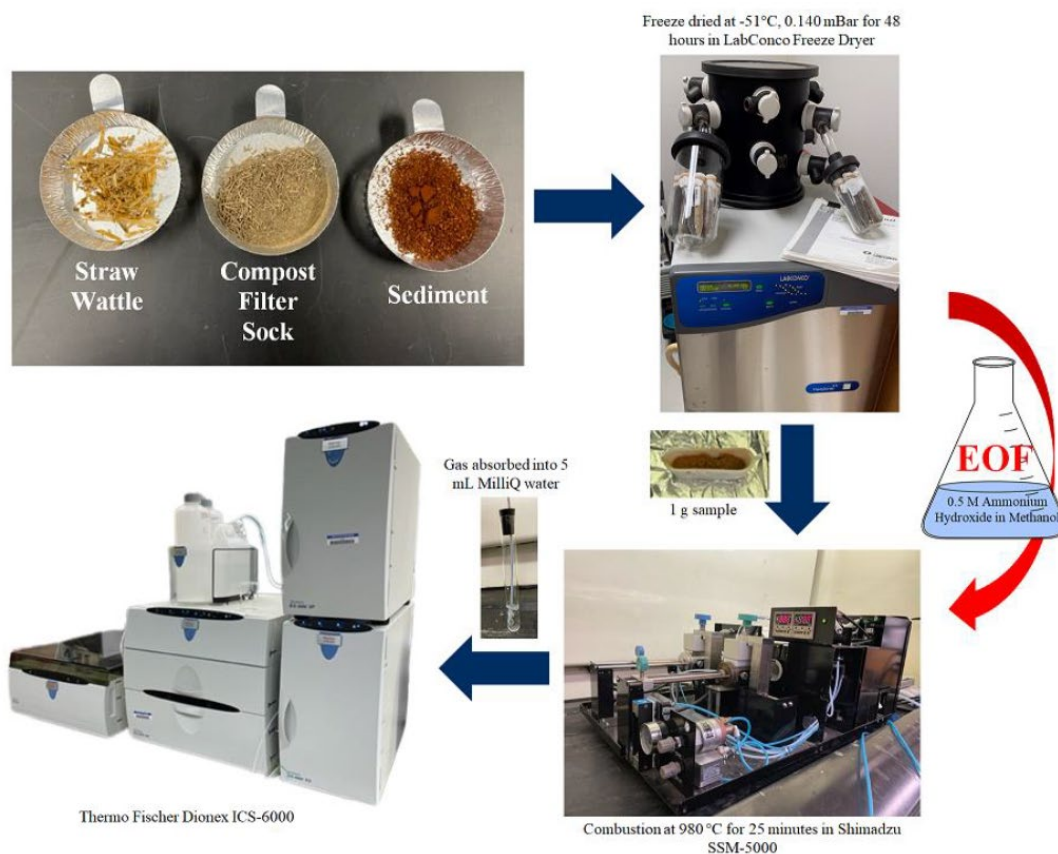 Freeze dried at -51°C, 0.140 mBar for 48
hours in LabConco Freeze Dryer
Straw
Wattle
Compost
Filter
Sock
Sediment
LABCONCO
EOF
0.5 M Ammonium
Hydroxide in Methanol
1 g sample
Gas absorbed into 5
mL MilliQ water
Thermo Fischer Dionex ICS-6000
Combustion at 980 °C for 25 minutes in Shimadzu
SSM-5000